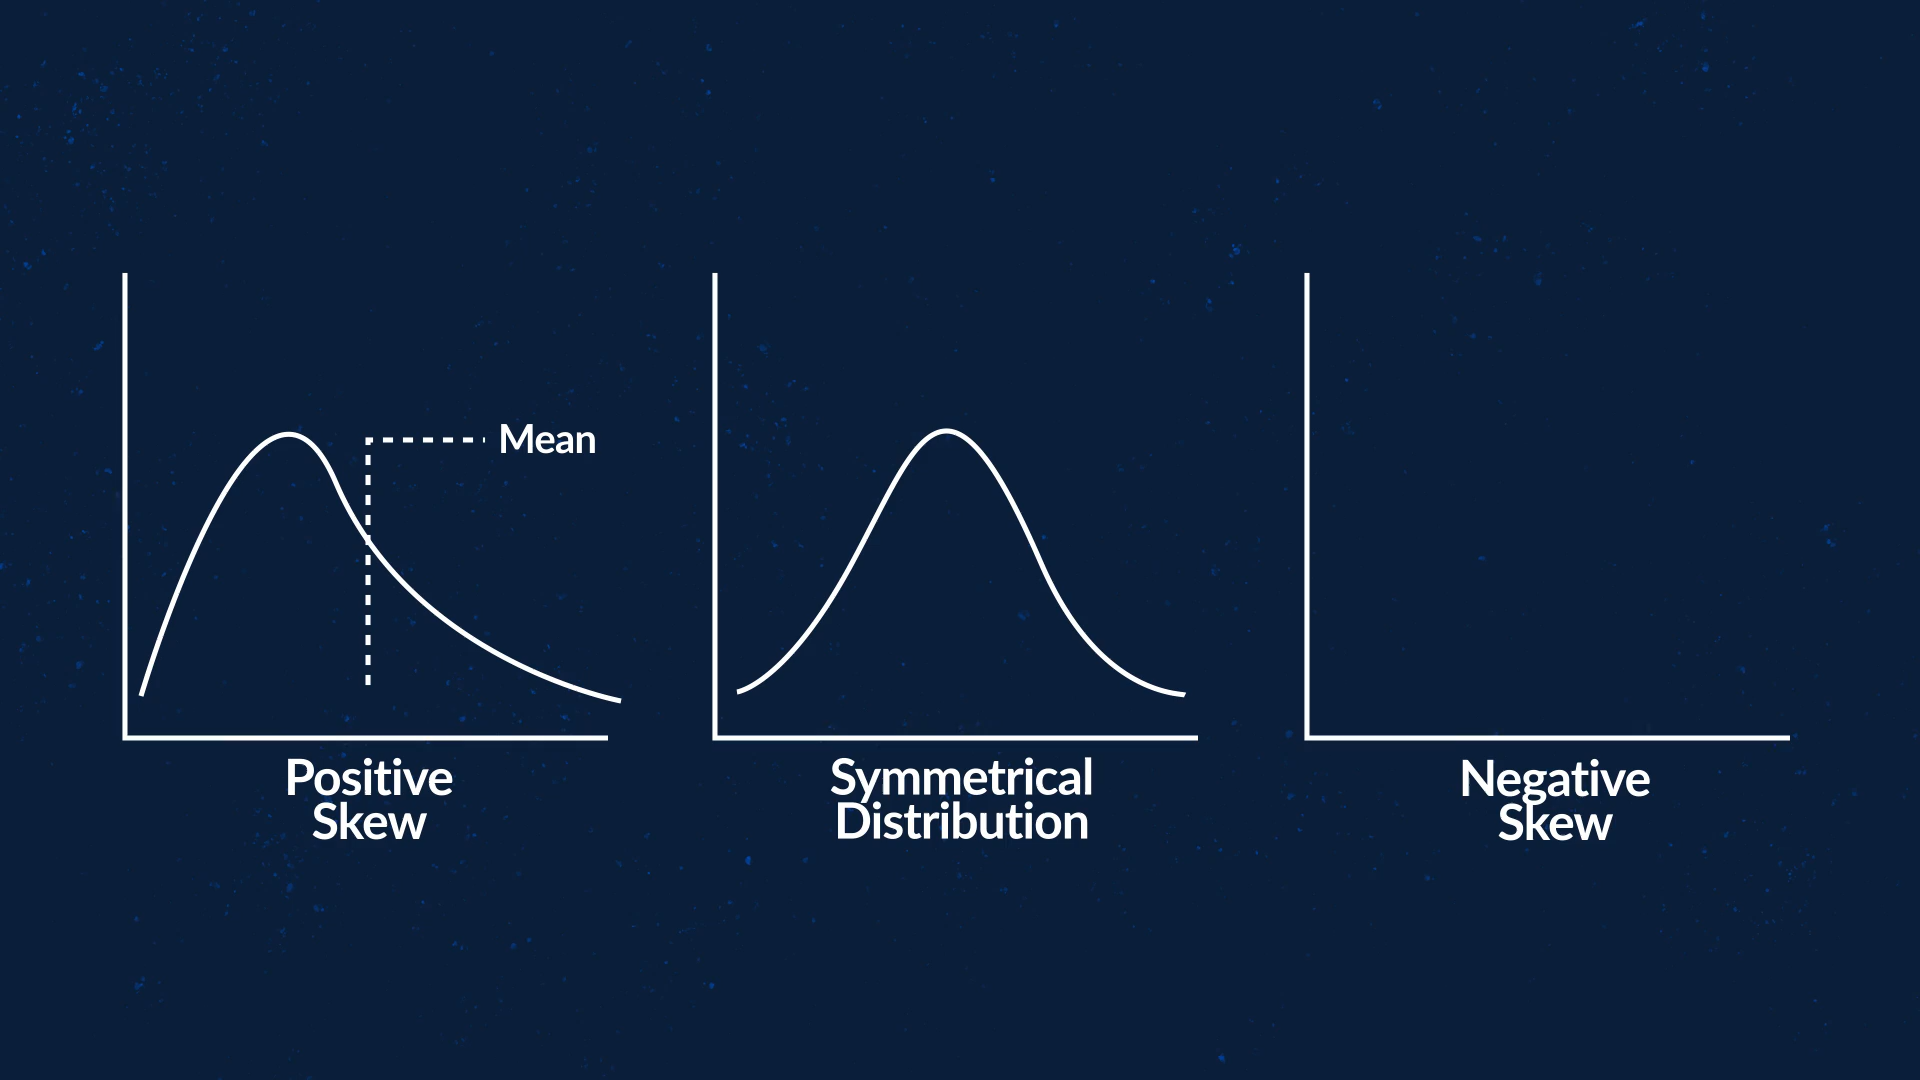 Mean
Positive
Skew
Symmetrical
Distribution
Negative
Skew